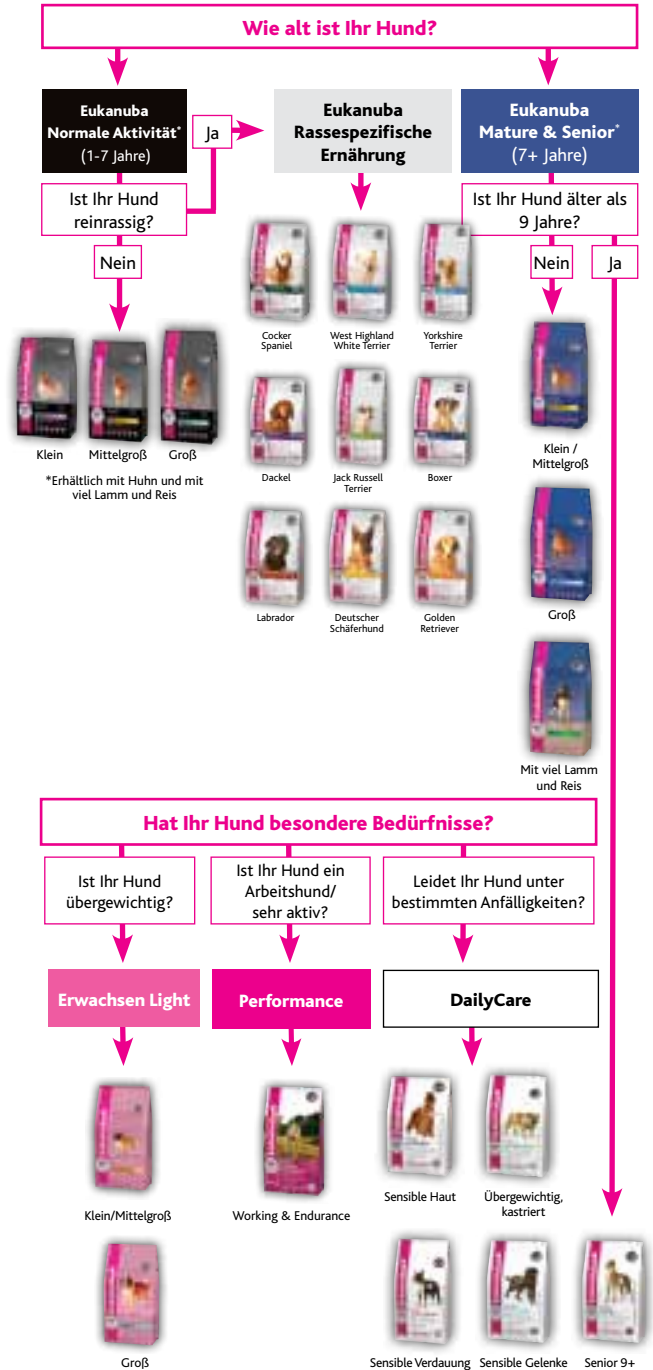 Wie alt ist Ihr Hund?
Eukanuba
Normale Aktivität*
(1-7 Jahre)
Ja
Eukanuba
Rassespezifische
Ernährung
Eukanuba
Mature & Senior*
(7+ Jahre)
Ist Ihr Hund
reinrassig?
Ist Ihr Hund älter als
9 Jahre?
Nein
Nein
Ja
Cocker
Spaniel
West Highland
White Terrier
Yorkshire
Terrier
Klein
Mittelgroß
Groß
*Erhältlich mit Huhn und mit
viel Lamm und Reis
Dackel
Jack Russell
Terrier
Boxer
Klein /
Mittelgroß
Labrador
Deutscher
Schäferhund
Golden
Retriever
Groß
Mit viel Lamm
und Reis
Hat Ihr Hund besondere Bedürfnisse?
Ist Ihr Hund
übergewichtig?
Ist Ihr Hund ein
Arbeitshund/
sehr aktiv?
Leidet Ihr Hund unter
bestimmten Anfälligkeiten?
Erwachsen Light
Performance
DailyCare
Klein/Mittelgroß
Working & Endurance
Sensible Haut
Übergewichtig,
kastriert
Groß
Sensible Verdauung
Sensible Gelenke
Senior 9+